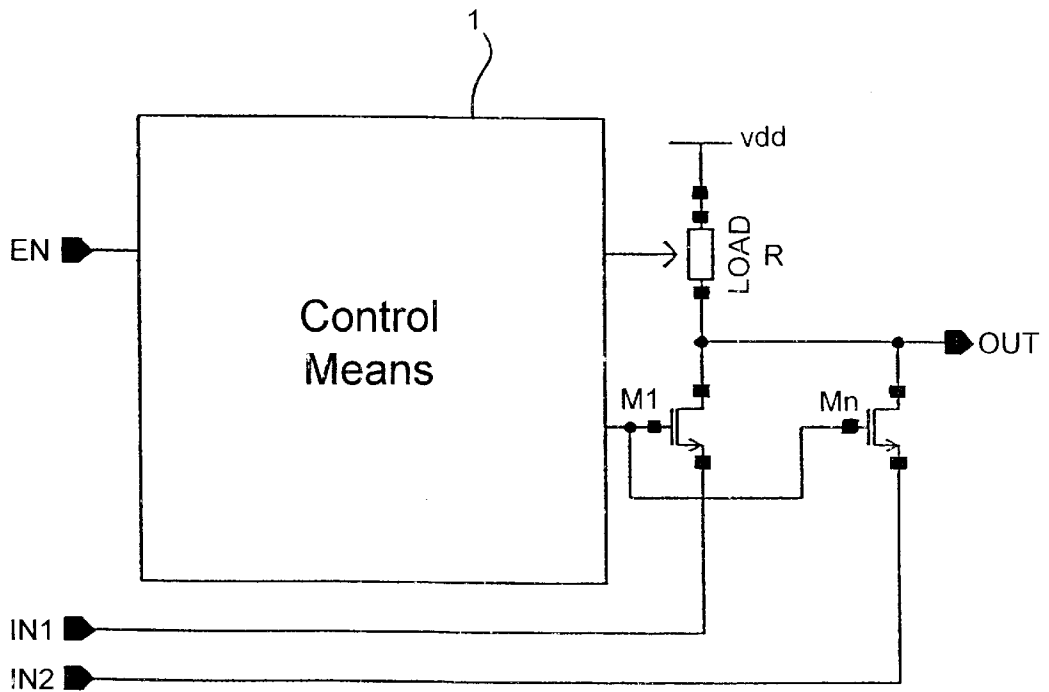 1
vdd
EN
LOAD
R
Control
Means
OUT
M1
Mn
IN1
IN2